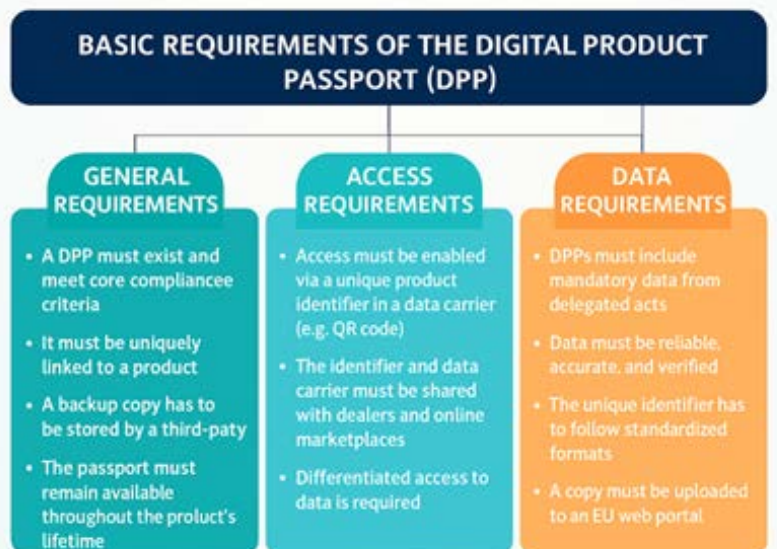 BASIC REQUIREMENTS OF THE DIGITAL PRODUCT
PASSPORT (DPP)
GENERAL
REQUIREMENTS
• A DPP must exist and
meet core compliancee
criteria
• It must be uniquely
linked to a product
• A backup copy has to
be stored by a third-paty
• The passport must
remain available
throughout the proluct's
lifetime
ACCESS
REQUIREMENTS
• Access must be enabled
via a unique product
identifier in a data carrier
(e.g. QR code)
• The identifier and data
carrier must be shared
with dealers and online
marketplaces
• Differentiated access to
data is required
DATA
REQUIREMENTS
• DPPs must include
mandatory data from
delegated acts
• Data must be reliable,
accurate, and verified
• The unique identifier has
to follow standardized
formats
• A copy must be uploaded
to an EU web portal